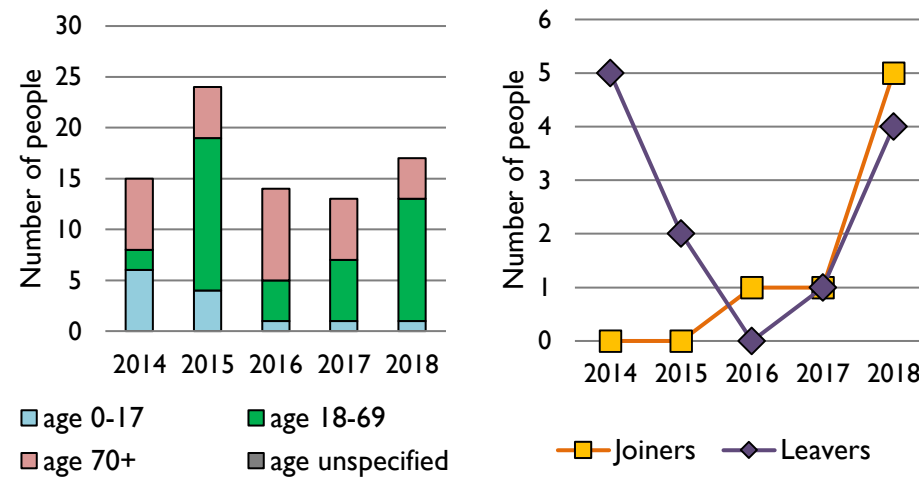 Number of people
30
25
20
15
10
5
0
2014 2015 2016 2017 2018
age 0-17 age 18-69
age 70+ age unspecified
Number of people
6
5
4
3
2
1
0
2014 2015 2016 2017 2018
Joiners Leavers